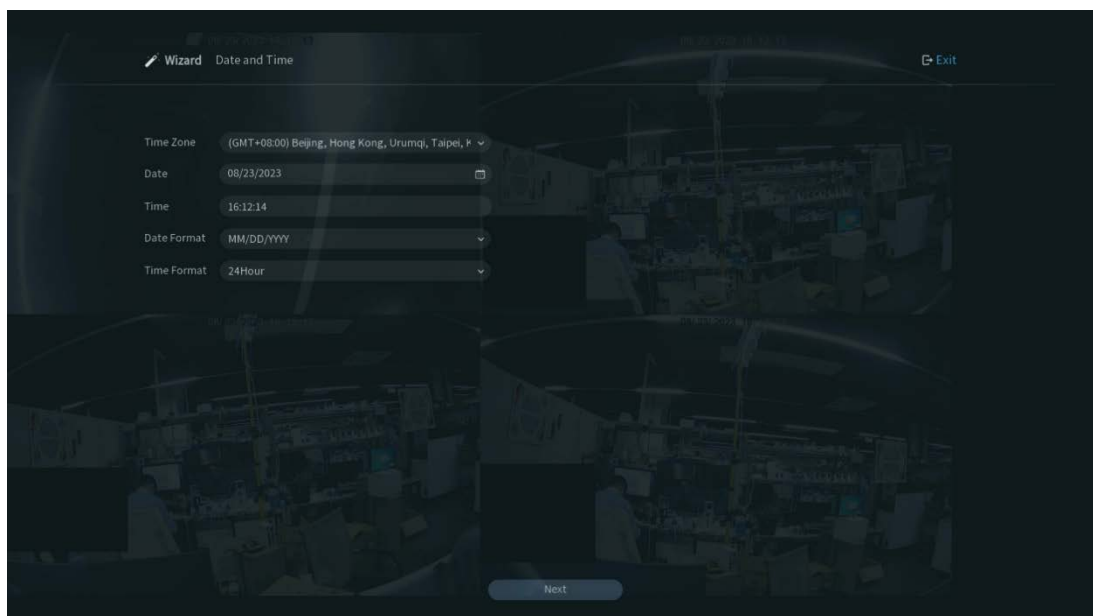 Wizard Date and Time
Exit
Time Zone (GMT+08:00) Beijing, Hong Kong, Urumqi, Taipei, K
Date 08/23/2023
Time 16:12:14
Date Format MM/DD/YYYY
Time Format 24Hour
Next